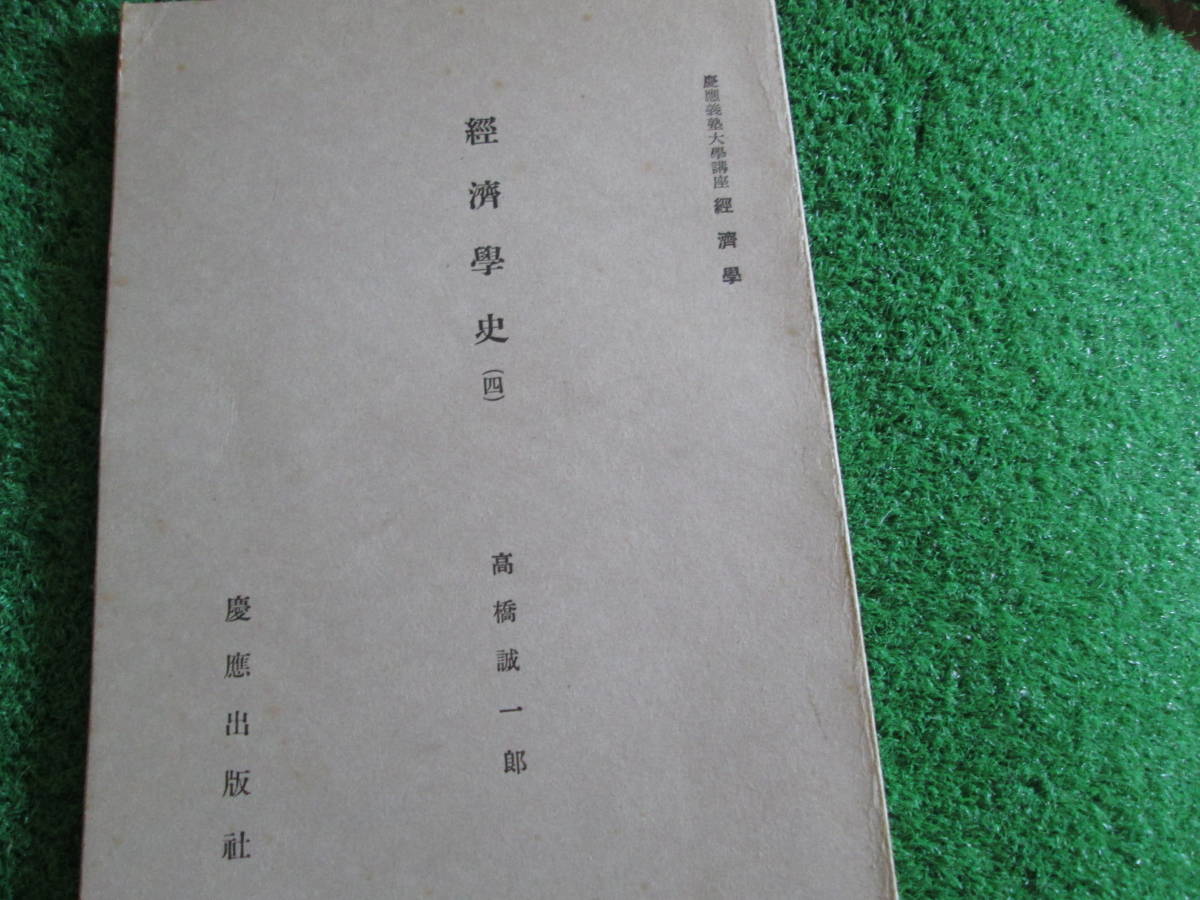 慶應義塾大學講座 經濟學
經濟學史(四)
高橋誠一郎
慶應出版社